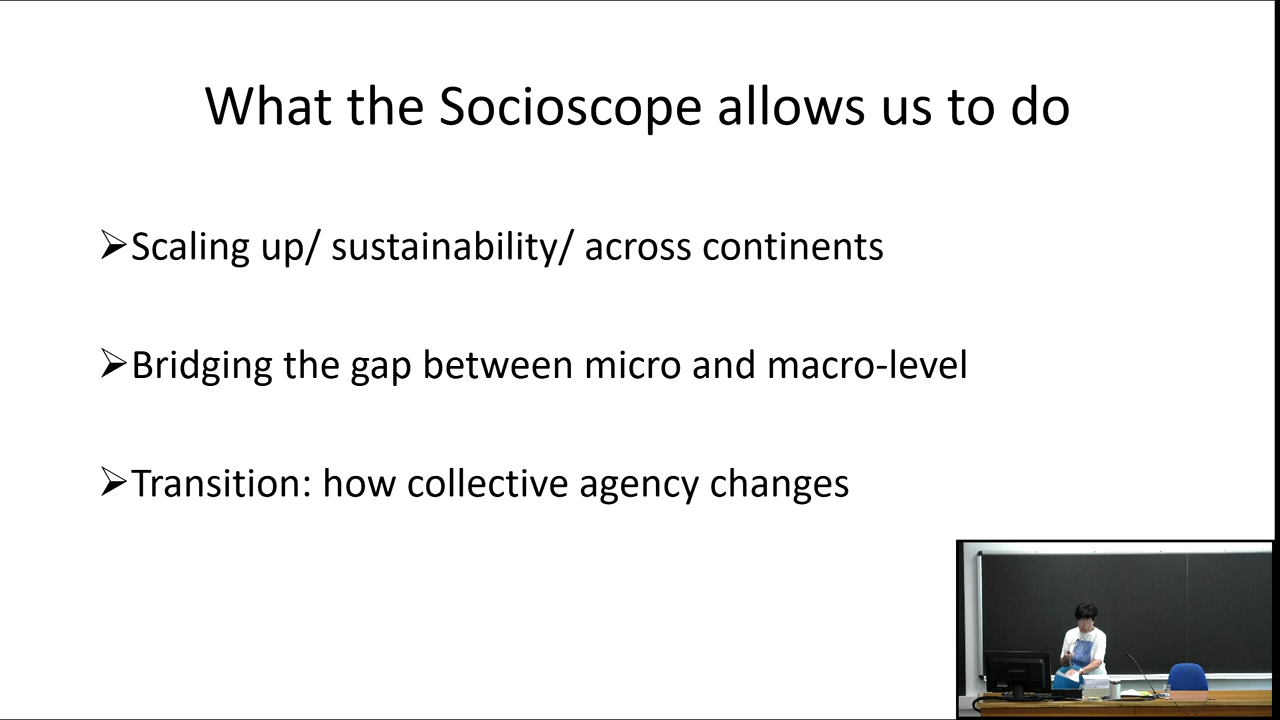 What the Socioscope allows us to do
➢Scaling up/ sustainability/ across continents
➢Bridging the gap between micro and macro-level
➢Transition: how collective agency changes